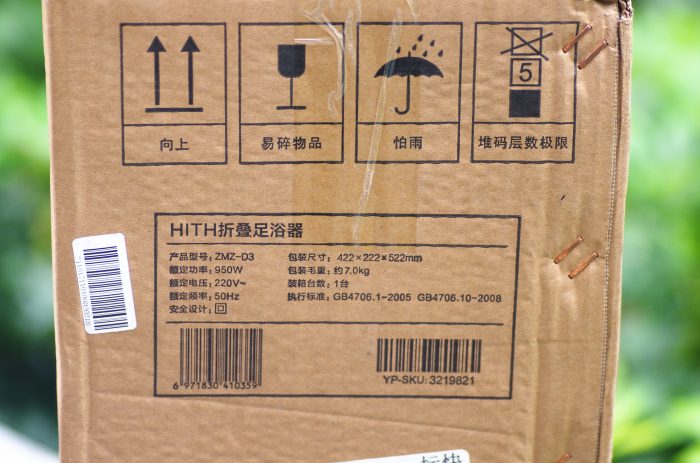 5
向上 易碎物品 怕雨 堆码层数极限
HITH折叠足浴器
产品型号: ZMZ-D3 包装尺寸: 422×222×522mm
额定功率: 950W 包装毛重: 约7.0kg
额定电压: 220V~ 装箱台数: 1台
额定频率: 50Hz 执行标准: GB4706.1-2005 GB4706.10-2008
安全设计:
6 971830 410359
YP-SKU: 3219821